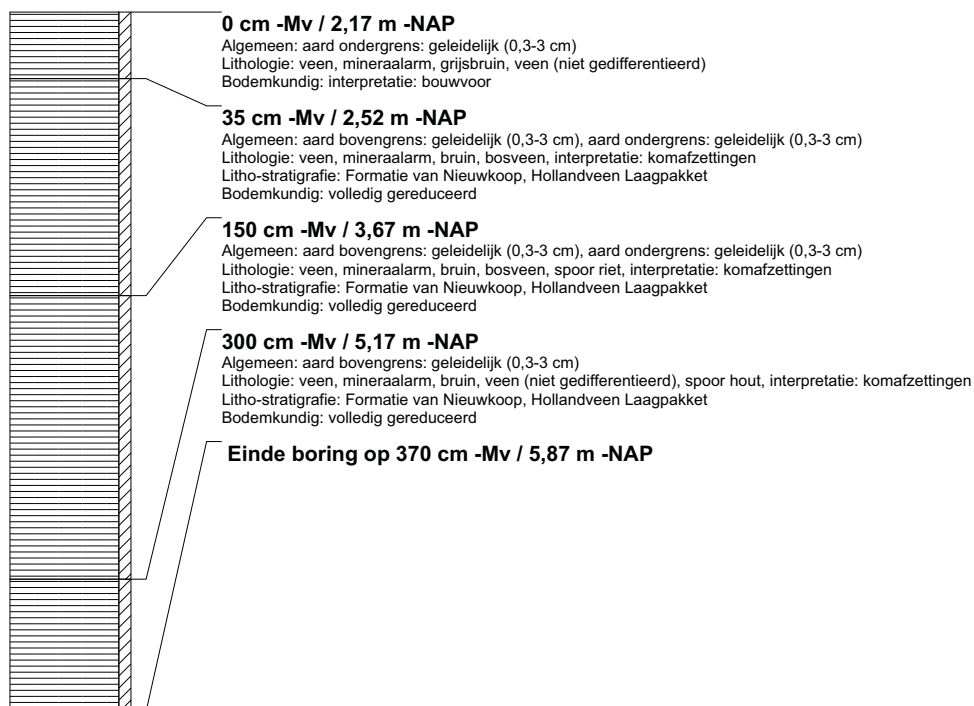 0 cm -Mv / 2,17 m -NAP
Algemeen: aard ondergrens: geleidelijk (0,3-3 cm)
Lithologie: veen, mineraalarm, grijsbruin, veen (niet gedifferentieerd)
Bodemkundig: interpretatie: bouwvoor
35 cm -Mv / 2,52 m -NAP
Algemeen: aard bovengrens: geleidelijk (0,3-3 cm), aard ondergrens: geleidelijk (0,3-3 cm)
Lithologie: veen, mineraalarm, bruin, bosveen, interpretatie: komafzettingen
Litho-stratigrafie: Formatie van Nieuwkoop, Hollandveen Laagpakket
Bodemkundig: volledig gereduceerd
150 cm -Mv / 3,67 m -NAP
Algemeen: aard bovengrens: geleidelijk (0,3-3 cm), aard ondergrens: geleidelijk (0,3-3 cm)
Lithologie: veen, mineraalarm, bruin, bosveen, spoor riet, interpretatie: komafzettingen
Litho-stratigrafie: Formatie van Nieuwkoop, Hollandveen Laagpakket
Bodemkundig: volledig gereduceerd
300 cm -Mv / 5,17 m -NAP
Algemeen: aard bovengrens: geleidelijk (0,3-3 cm)
Lithologie: veen, mineraalarm, bruin, veen (niet gedifferentieerd), spoor hout, interpretatie: komafzettingen
Litho-stratigrafie: Formatie van Nieuwkoop, Hollandveen Laagpakket
Bodemkundig: volledig gereduceerd
Einde boring op 370 cm -Mv / 5,87 m -NAP